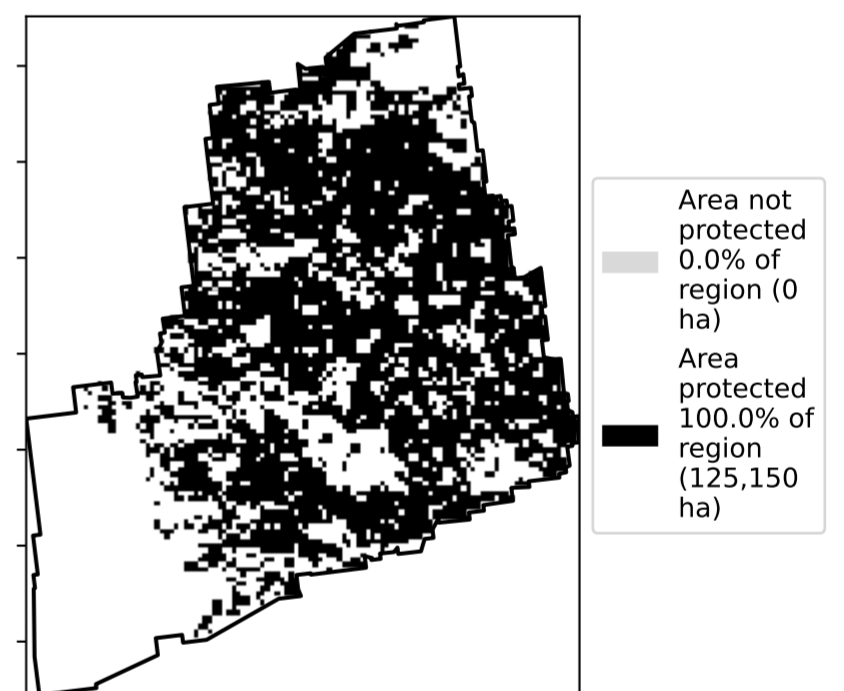 Area not
protected
0.0% of
region (0
ha)
Area
protected
100.0% of
region
(125,150
ha)